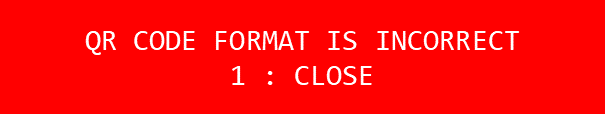 QR CODE FORMAT IS INCORRECT
1 : CLOSE